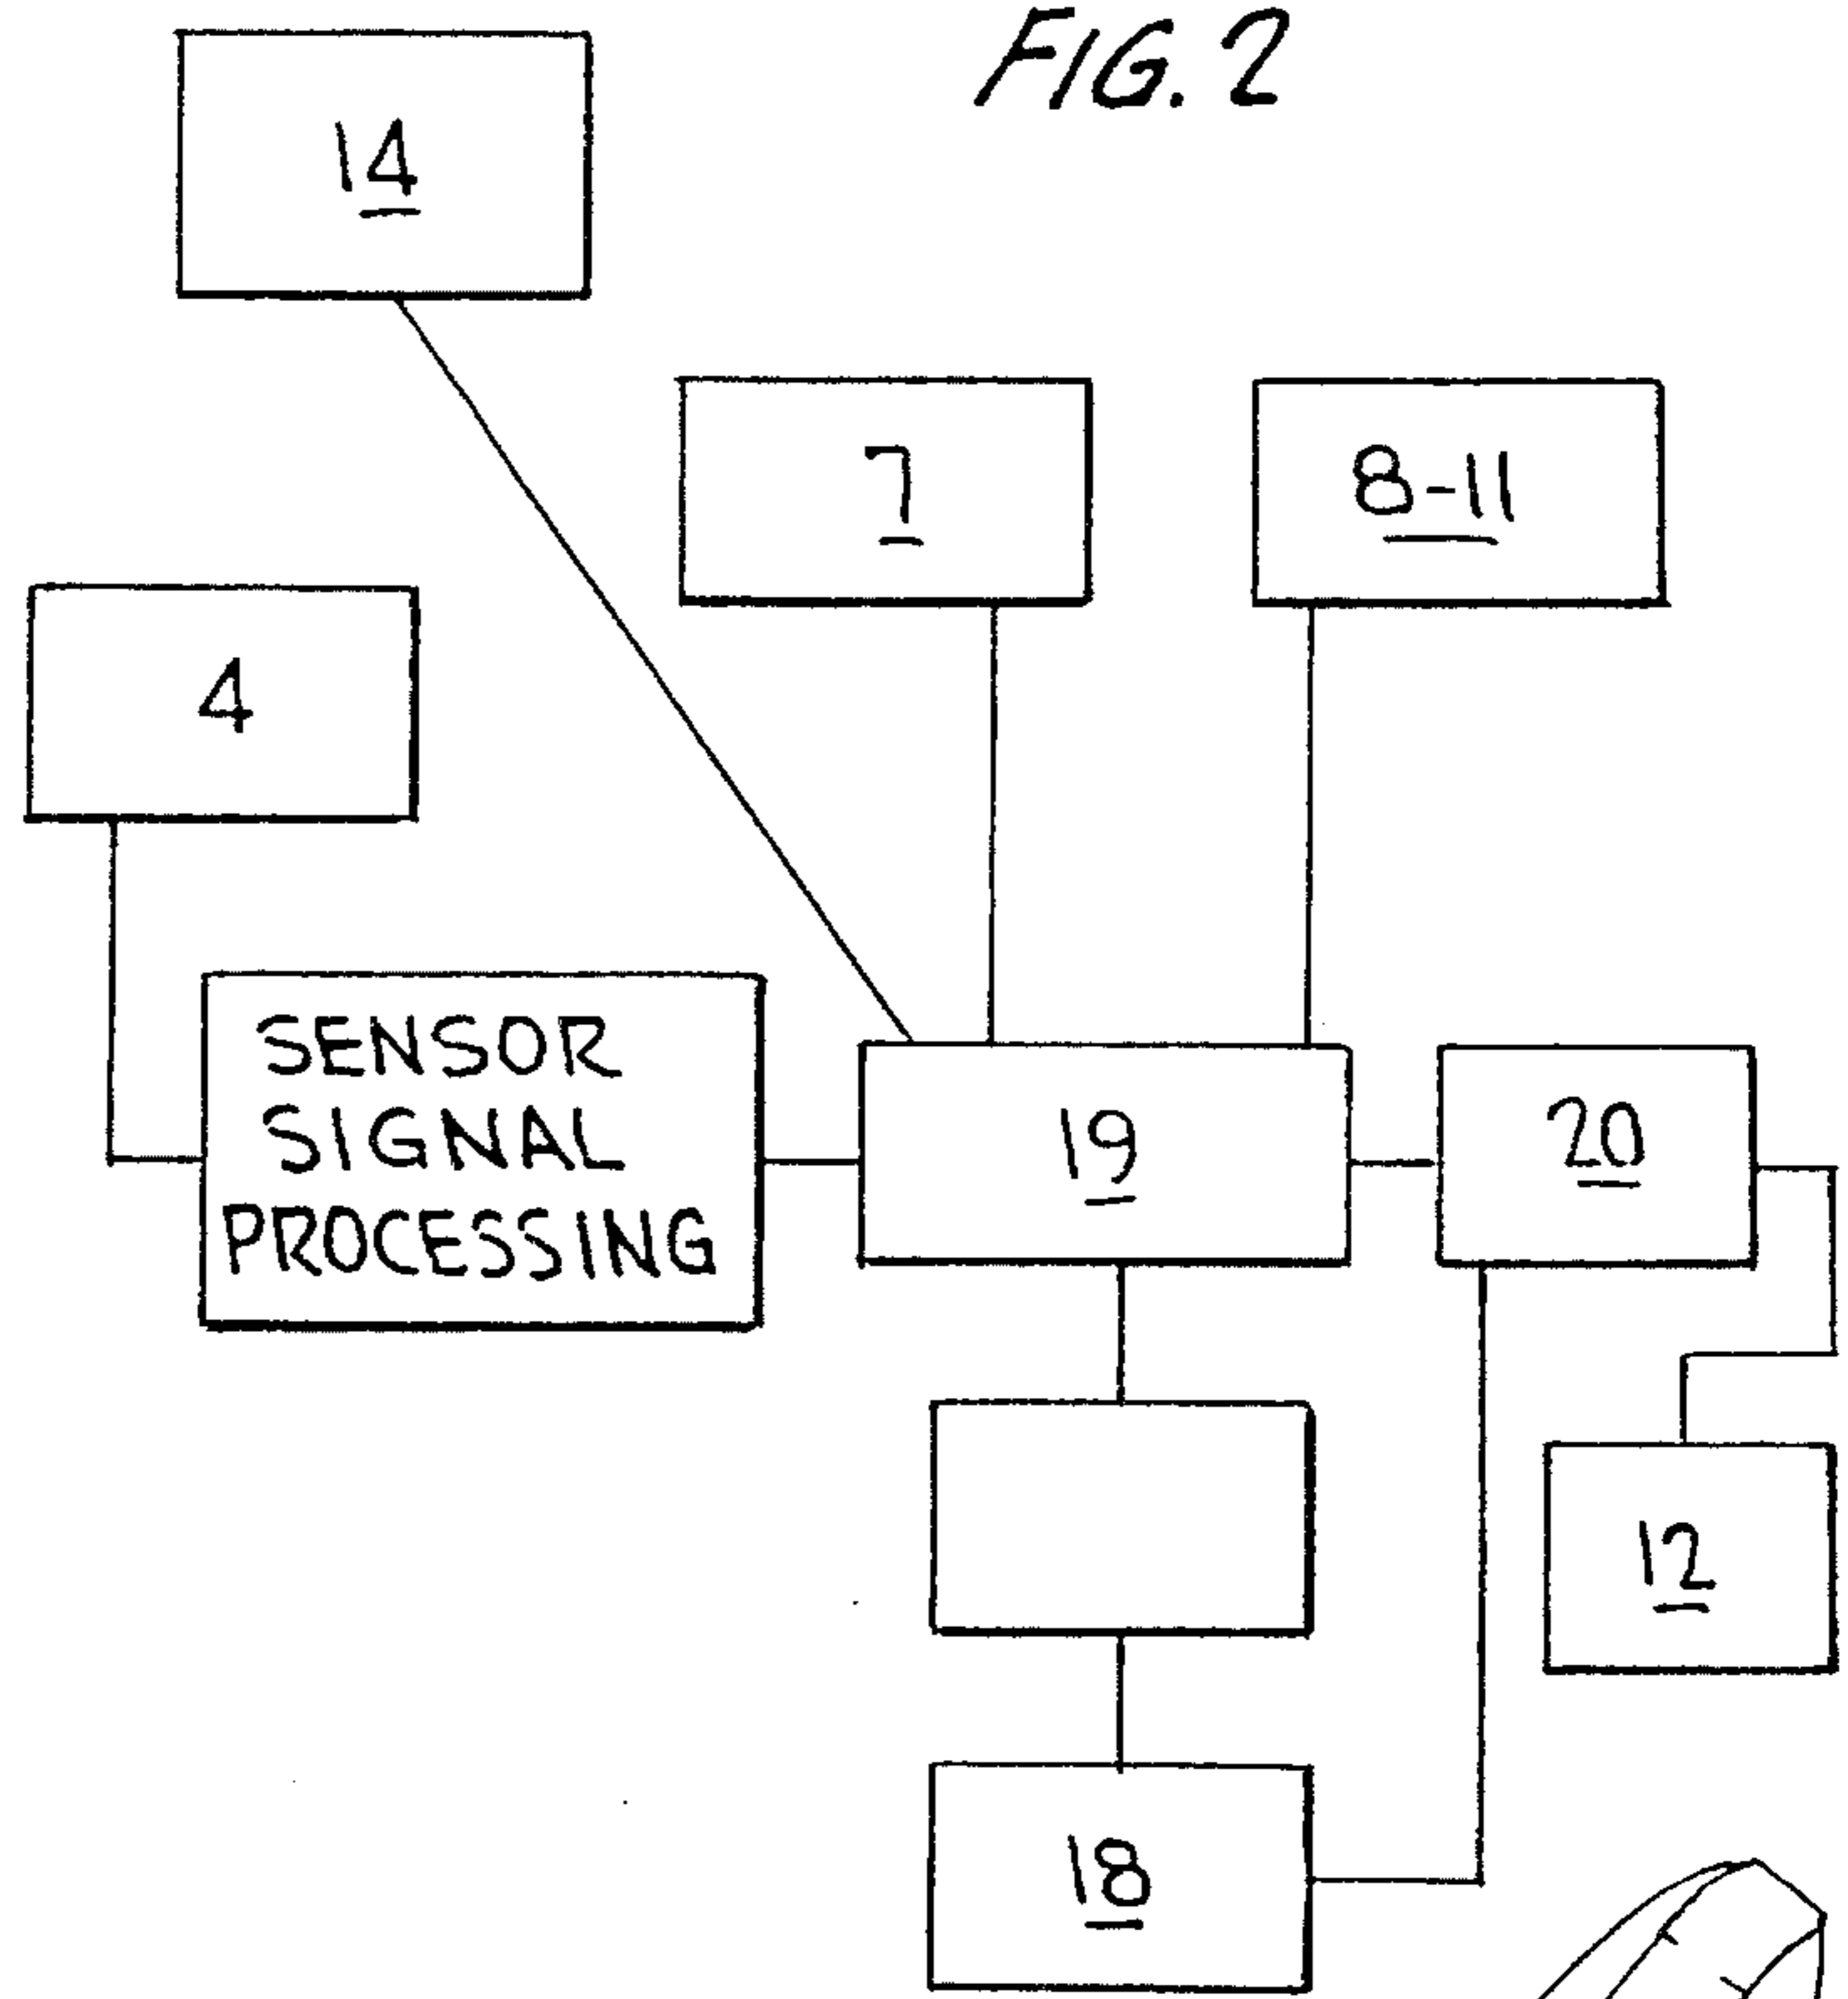 FIG. 2
14
7
8-11
4
SENSOR
SIGNAL
PROCESSING
19
20
12
18